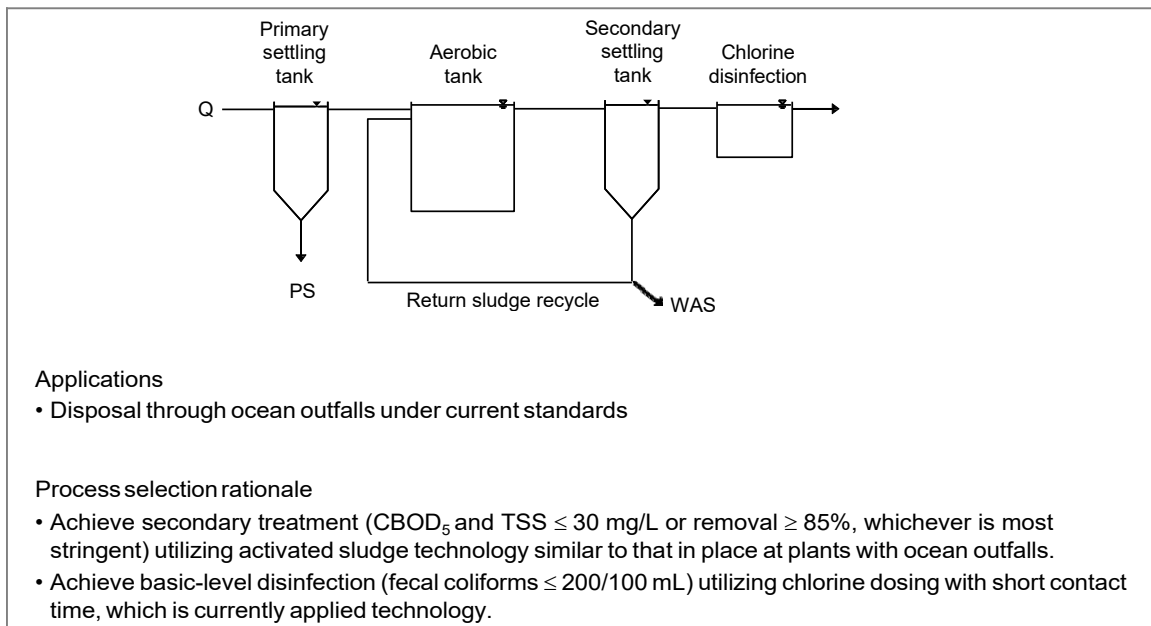 Primary
settling
tank
Aerobic
tank
Secondary
settling
tank
Chlorine
disinfection
Q
PS
Return sludge recycle
WAS
Applications
• Disposal through ocean outfalls under current standards
Process selection rationale
• Achieve secondary treatment (CBOD₅ and TSS ≤ 30 mg/L or removal ≥ 85%, whichever is most
stringent) utilizing activated sludge technology similar to that in place at plants with ocean outfalls.
• Achieve basic-level disinfection (fecal coliforms ≤ 200/100 mL) utilizing chlorine dosing with short contact
time, which is currently applied technology.